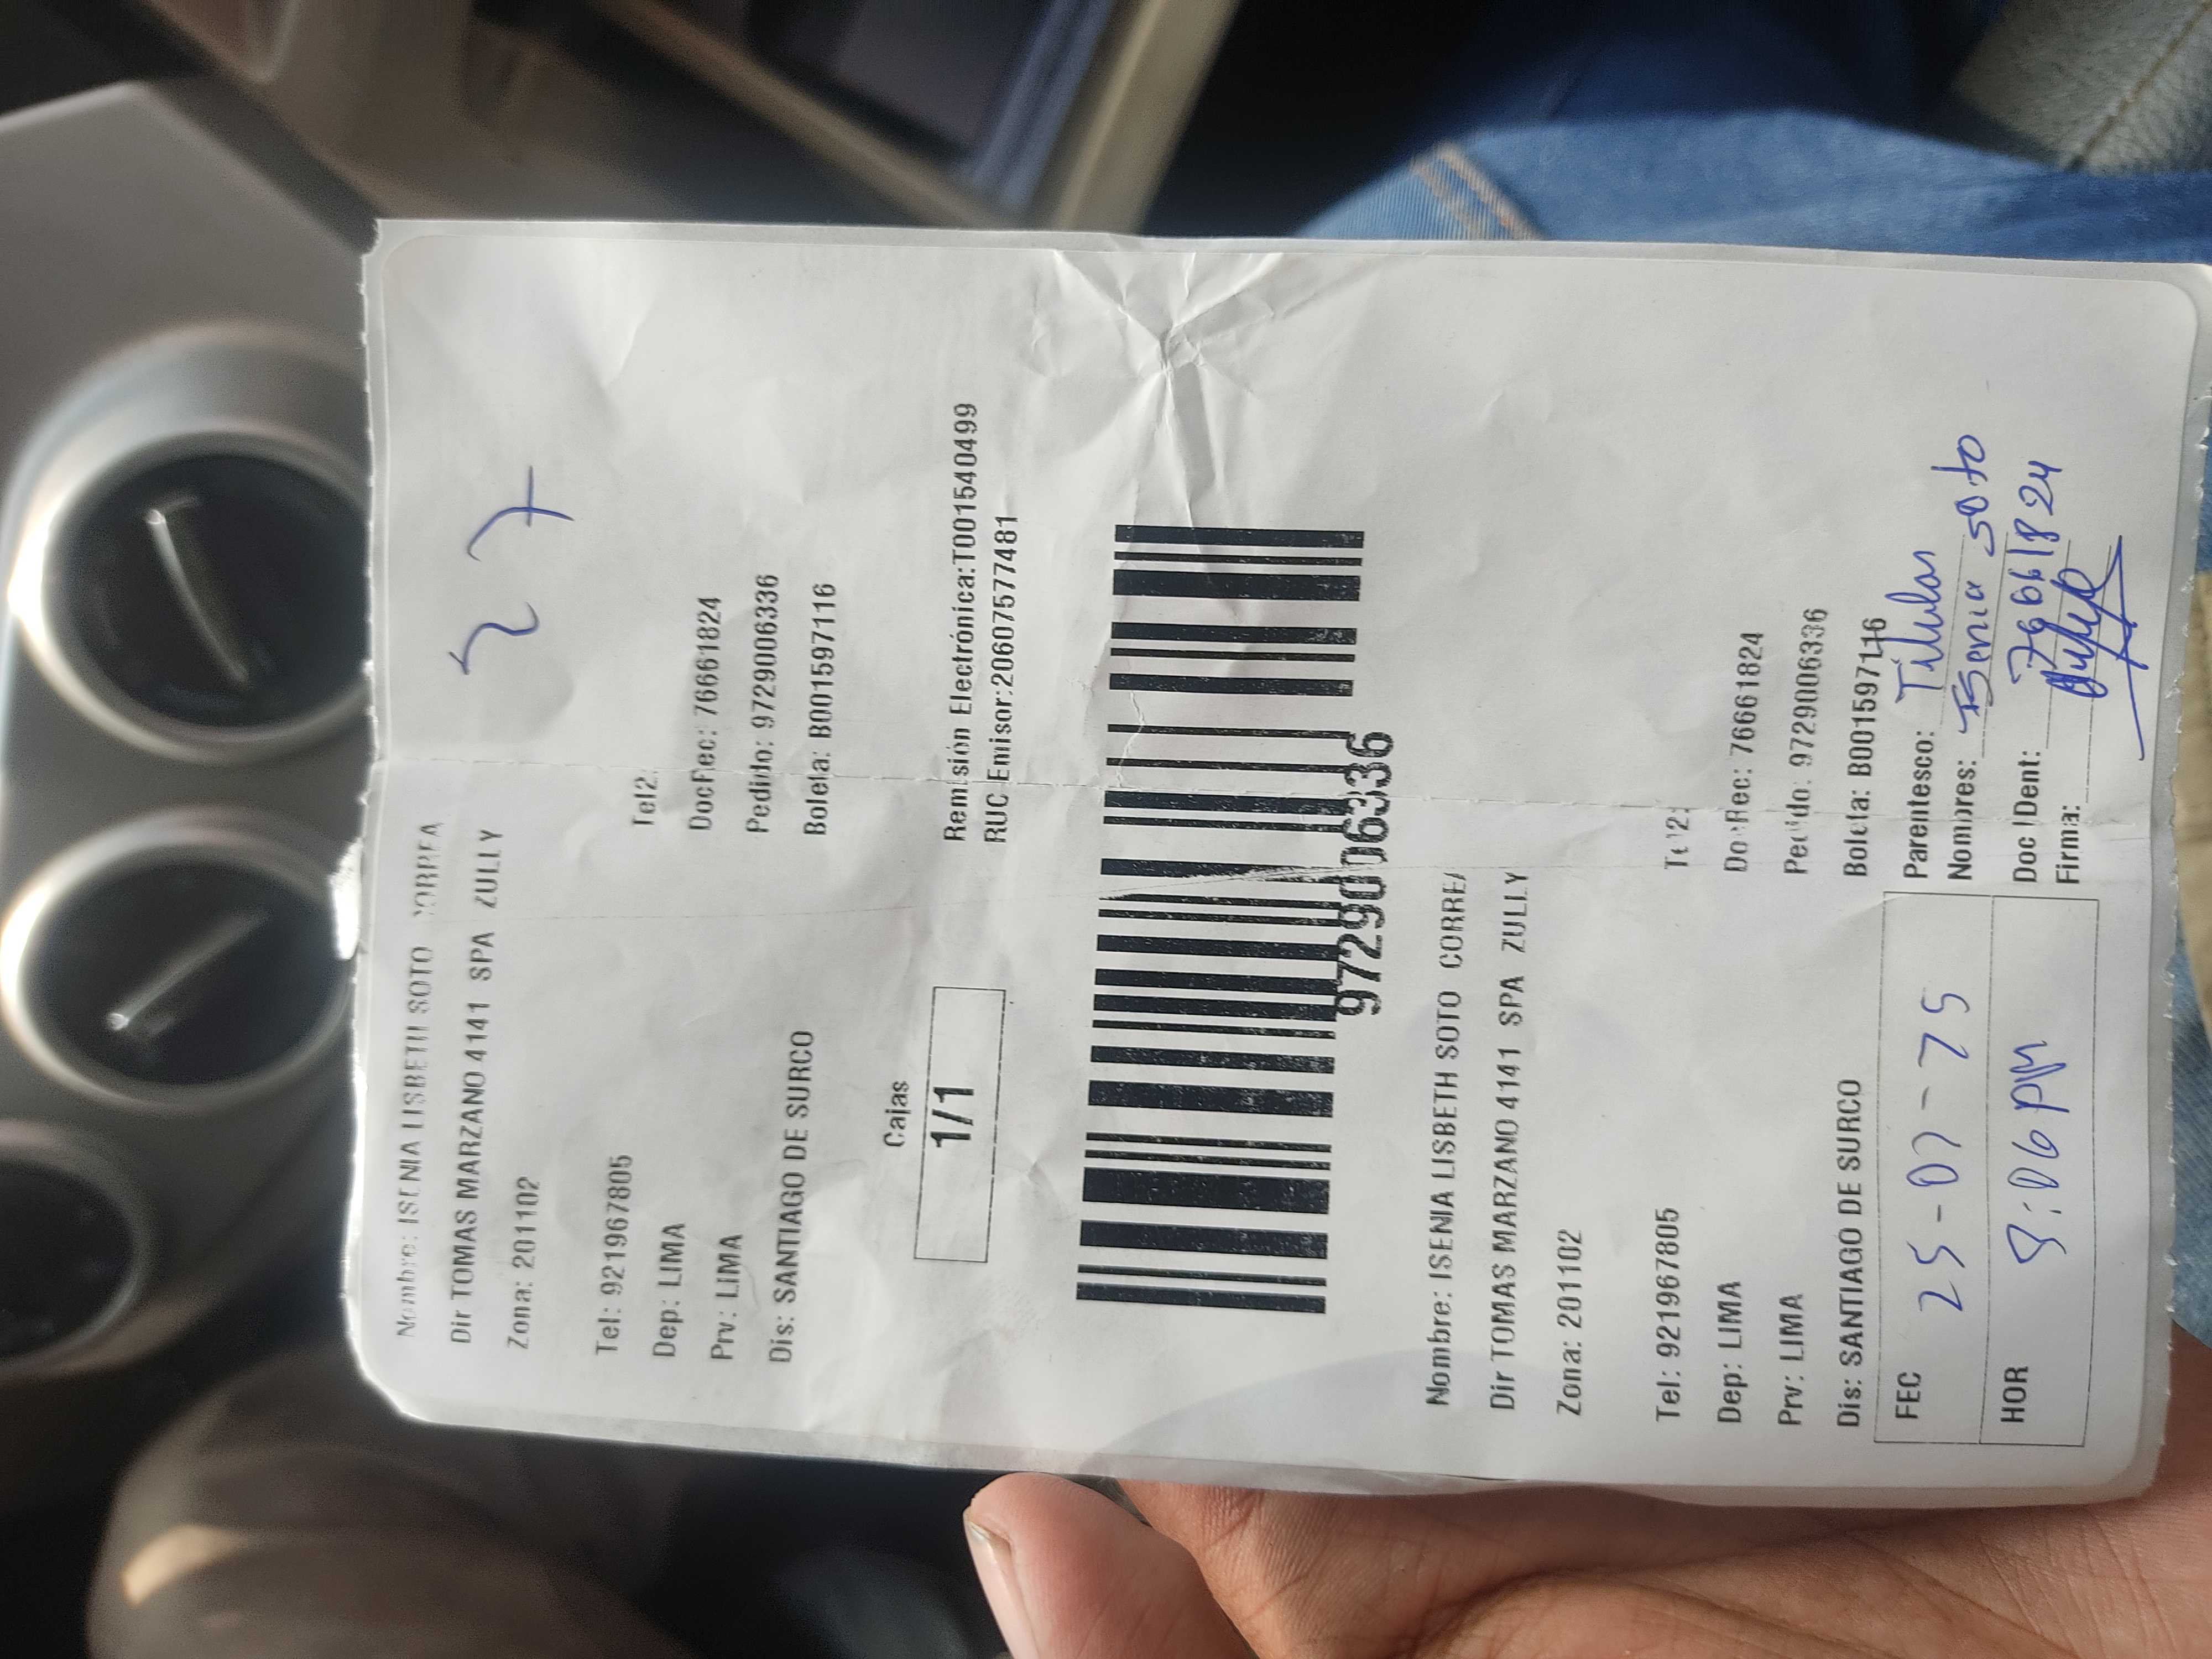 Nombre: ISENIA LISBETH SOTO CORREA
Dir TOMAS MARZANO 4141 SPA ZULLY
Zona: 201102
27
Tel: 921967805 Tel2:
Dep: LIMA DocRec: 76661824
Prv.: LIMA Pedido: 9729006336
Dis: SANTIAGO DE SURCO Boleta: B001597116
Cajas
1/1
Remisión Electrónica:T001540499
RUC Emisor:20607577481
9729006336
Nombre: ISENIA LISBETH SOTO CORREA
Dir TOMAS MARZANO 4141 SPA ZULLY
Zona: 201102
Tel: 921967805 Tel2:
Dep: LIMA DocRec: 76661824
Prv: LIMA Pedido: 9729006336
Dis: SANTIAGO DE SURCO Boleta: B001597116
FEC 25-07-25
HOR 8:06 PM
Parentesco: Titular
Nombres: Isenia soto
Doc IDent: 76661824
Firma: